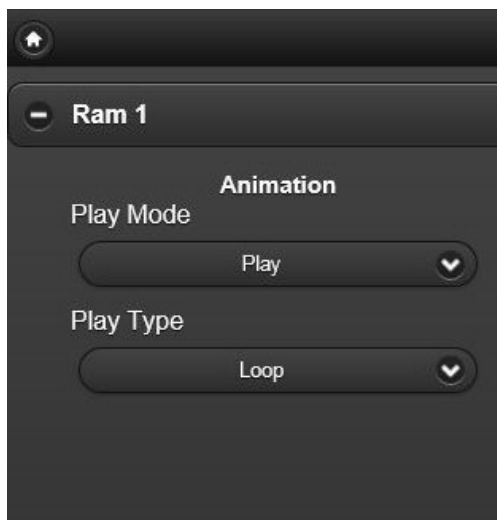 Ram 1
Animation
Play Mode
Play
Play Type
Loop